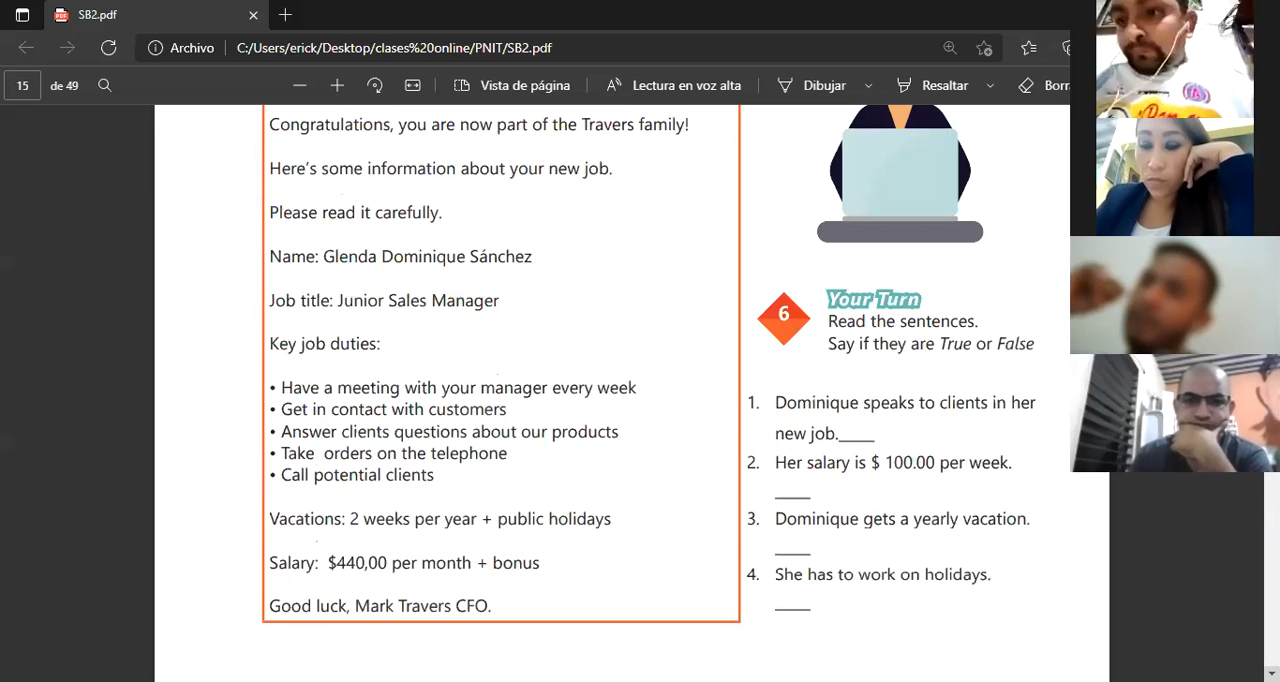 SB2.pdf
Archivo
C:/Users/erick/Desktop/clases%20online/PNIT/SB2.pdf
15
de 49
Vista de página
Lectura en voz alta
Dibujar
Resaltar
Congratulations, you are now part of the Travers family!
Here's some information about your new job.
Please read it carefully.
Name: Glenda Dominique Sánchez
Job title: Junior Sales Manager
Key job duties:
• Have a meeting with your manager every week
• Get in contact with customers
• Answer clients questions about our products
• Take orders on the telephone
• Call potential clients
Vacations: 2 weeks per year + public holidays
Salary: $440,00 per month + bonus
Good luck, Mark Travers CFO.
6
Your Turn
Read the sentences.
Say if they are True or False
1. Dominique speaks to clients in her
new job.____
2. Her salary is $ 100.00 per week.
____
3. Dominique gets a yearly vacation.
____
4. She has to work on holidays.
____